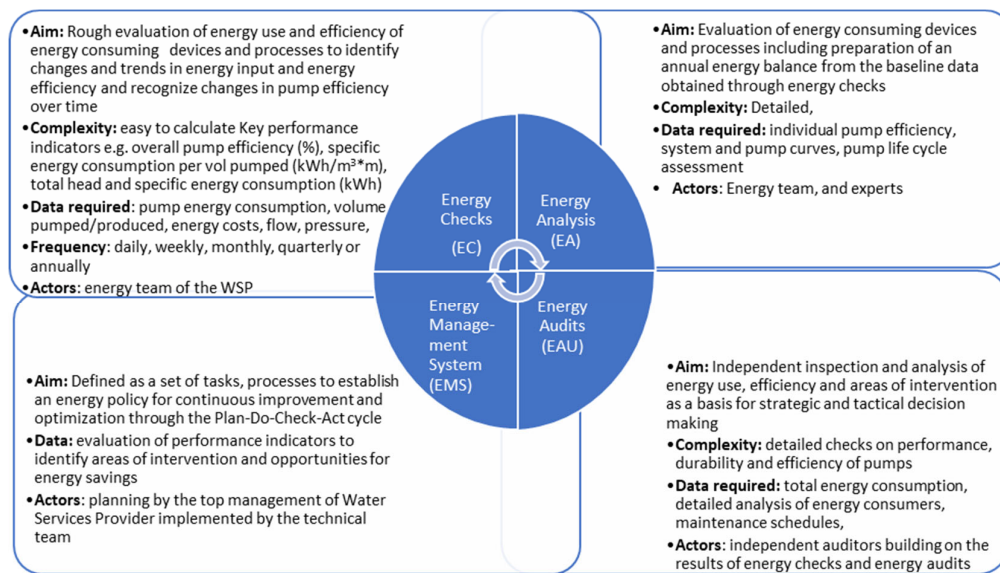 •Aim: Rough evaluation of energy use and efficiency of
energy consuming devices and processes to identify
changes and trends in energy input and energy
efficiency and recognize changes in pump efficiency
over time
•Complexity: easy to calculate Key performance
indicators e.g. overall pump efficiency (%), specific
energy consumption per vol pumped (kWh/m³*m),
total head and specific energy consumption (kWh)
•Data required: pump energy consumption, volume
pumped/produced, energy costs, flow, pressure,
•Frequency: daily, weekly, monthly, quarterly or
annually
•Actors: energy team of the WSP
•Aim: Evaluation of energy consuming devices
and processes including preparation of an
annual energy balance from the baseline data
obtained through energy checks
•Complexity: Detailed,
•Data required: individual pump efficiency,
system and pump curves, pump life cycle
assessment
• Actors: Energy team, and experts
Energy
Checks
(EC)
Energy
Analysis
(EA)
Energy
Manage-
ment
System
(EMS)
Energy
Audits
(EAU)
•Aim: Defined as a set of tasks, processes to establish
an energy policy for continuous improvement and
optimization through the Plan-Do-Check-Act cycle
•Data: evaluation of performance indicators to
identify areas of intervention and opportunities for
energy savings
•Actors: planning by the top management of Water
Services Provider implemented by the technical
team
•Aim: Independent inspection and analysis of
energy use, efficiency and areas of intervention
as a basis for strategic and tactical decision
making
•Complexity: detailed checks on performance,
durability and efficiency of pumps
•Data required: total energy consumption,
detailed analysis of energy consumers,
maintenance schedules,
•Actors: independent auditors building on the
results of energy checks and energy audits